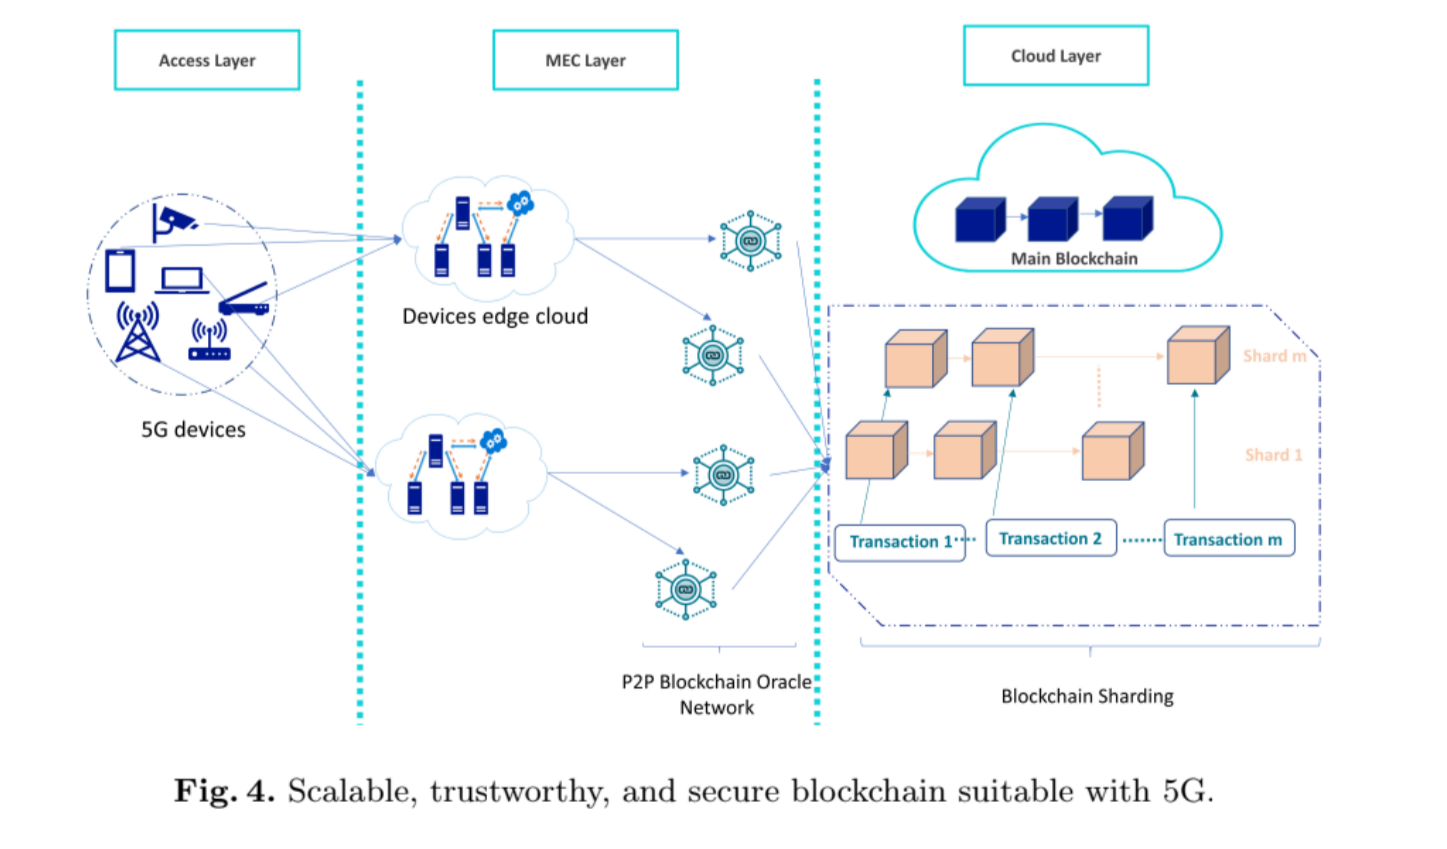 Access Layer
MEC Layer
Cloud Layer
Main Blockchain
Devices edge cloud
5G devices
Shard m
Shard 1
Transaction 1
Transaction 2
Transaction m
P2P Blockchain Oracle
Network
Blockchain Sharding
Fig. 4. Scalable, trustworthy, and secure blockchain suitable with 5G.